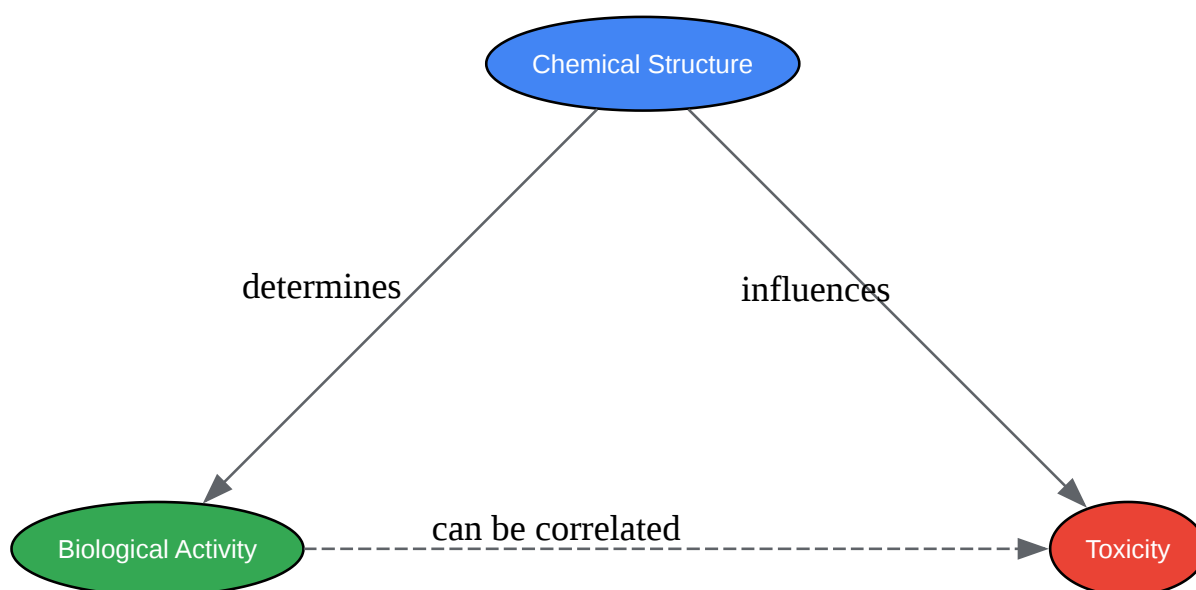 Chemical Structure
determines
influences
can be correlated
Biological Activity
Toxicity